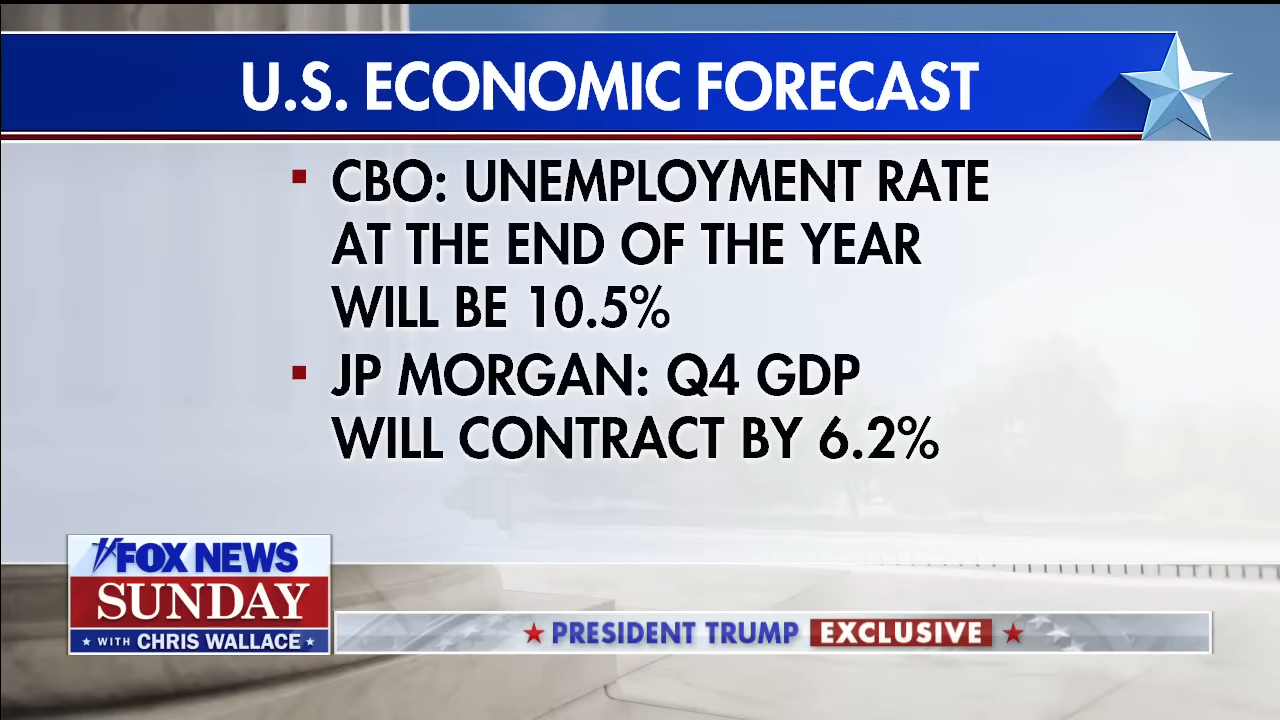 U.S. ECONOMIC FORECAST
▪ CBO: UNEMPLOYMENT RATE
AT THE END OF THE YEAR
WILL BE 10.5%
▪ JP MORGAN: Q4 GDP
WILL CONTRACT BY 6.2%
FOX NEWS
SUNDAY
★ WITH CHRIS WALLACE ★
★ PRESIDENT TRUMP EXCLUSIVE ★